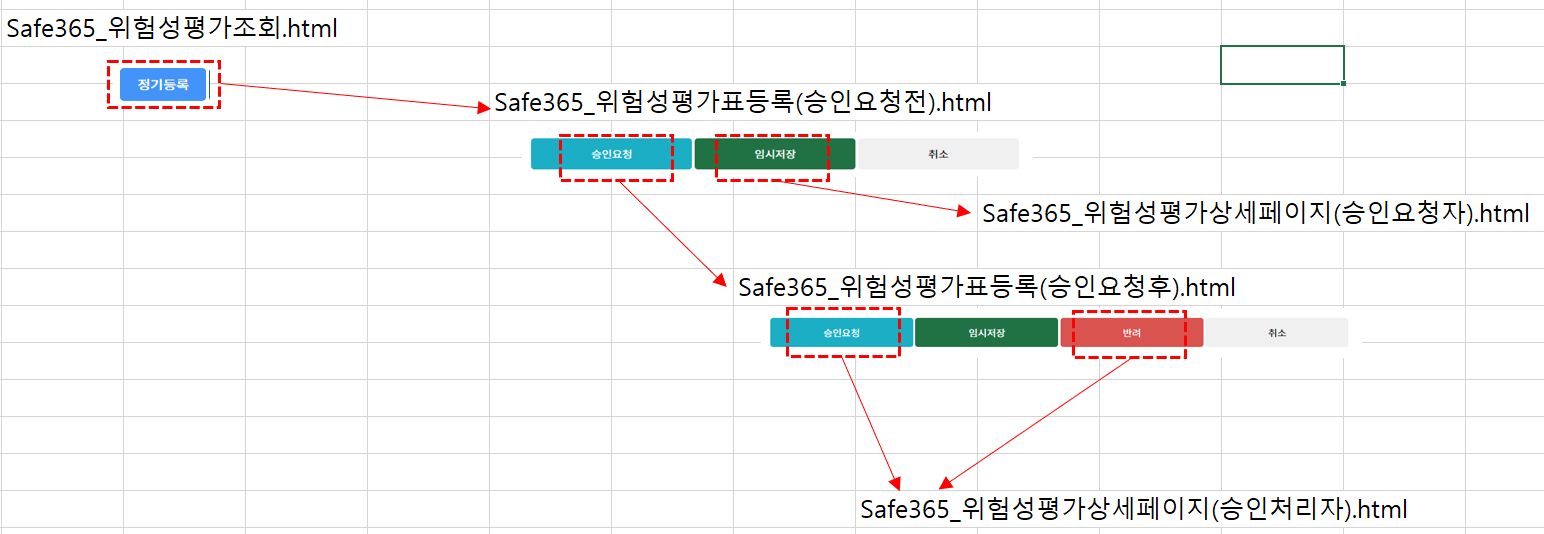 Safe365_위험성평가조회.html
정기등록
Safe365_위험성평가표등록(승인요청전).html
승인요청 임시저장 취소
Safe365_위험성평가상세페이지(승인요청자).html
Safe365_위험성평가표등록(승인요청후).html
승인요청 임시저장 반려 취소
Safe365_위험성평가상세페이지(승인처리자).html